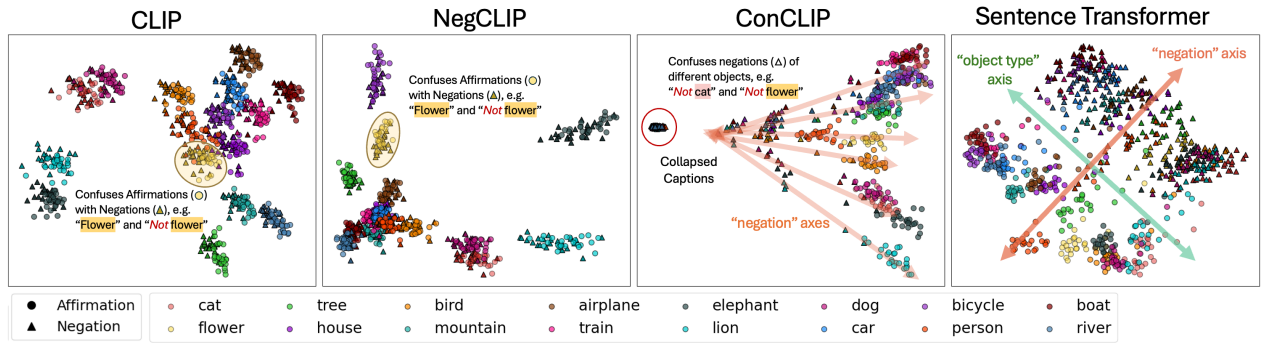 CLIP
Confuses Affirmations (○)
with Negations (△), e.g.
“Flower” and “Not flower”
NegCLIP
Confuses Affirmations (○)
with Negations (△), e.g.
“Flower” and “Not flower”
ConCLIP
Confuses negations (△) of
different objects, e.g.
“Not cat” and “Not flower”
Collapsed
Captions
“negation” axes
Sentence Transformer
“object type”
axis
“negation” axis
Affirmation
Negation
cat tree bird airplane elephant dog bicycle boat
flower house mountain train lion car person river